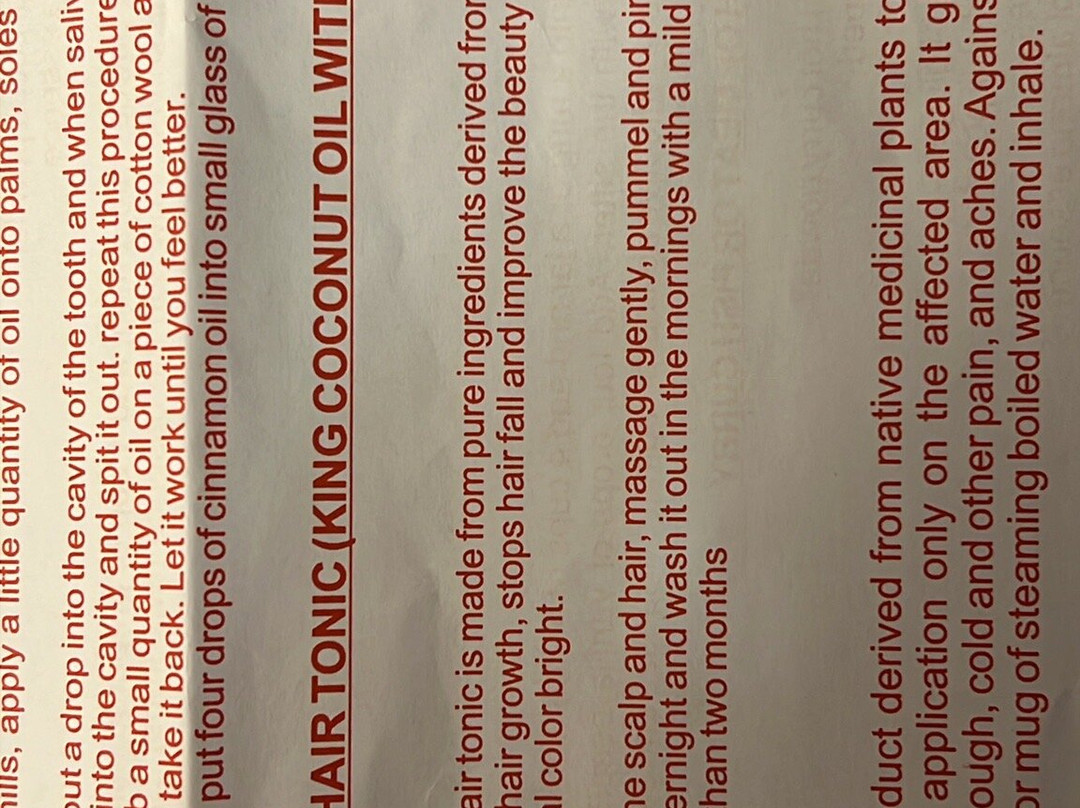 ills, apply a little quantity of oil onto palms, soles
out a drop into the cavity of the tooth and when saliv
into the cavity and spit it out. repeat this procedure
b a small quantity of oil on a piece of cotton wool a
take it back. Let it work until you feel better.
put four drops of cinnamon oil into small glass of
HAIR TONIC (KING COCONUT OIL WITH
air tonic is made from pure ingredients derived from
hair growth, stops hair fall and improve the beauty
l color bright.
he scalp and hair, massage gently, pummel and pin
ernight and wash it out in the mornings with a mild
han two months
duct derived from native medicinal plants to
application only on the affected area. It g
ough, cold and other pain, and aches. Agains
or mug of steaming boiled water and inhale.